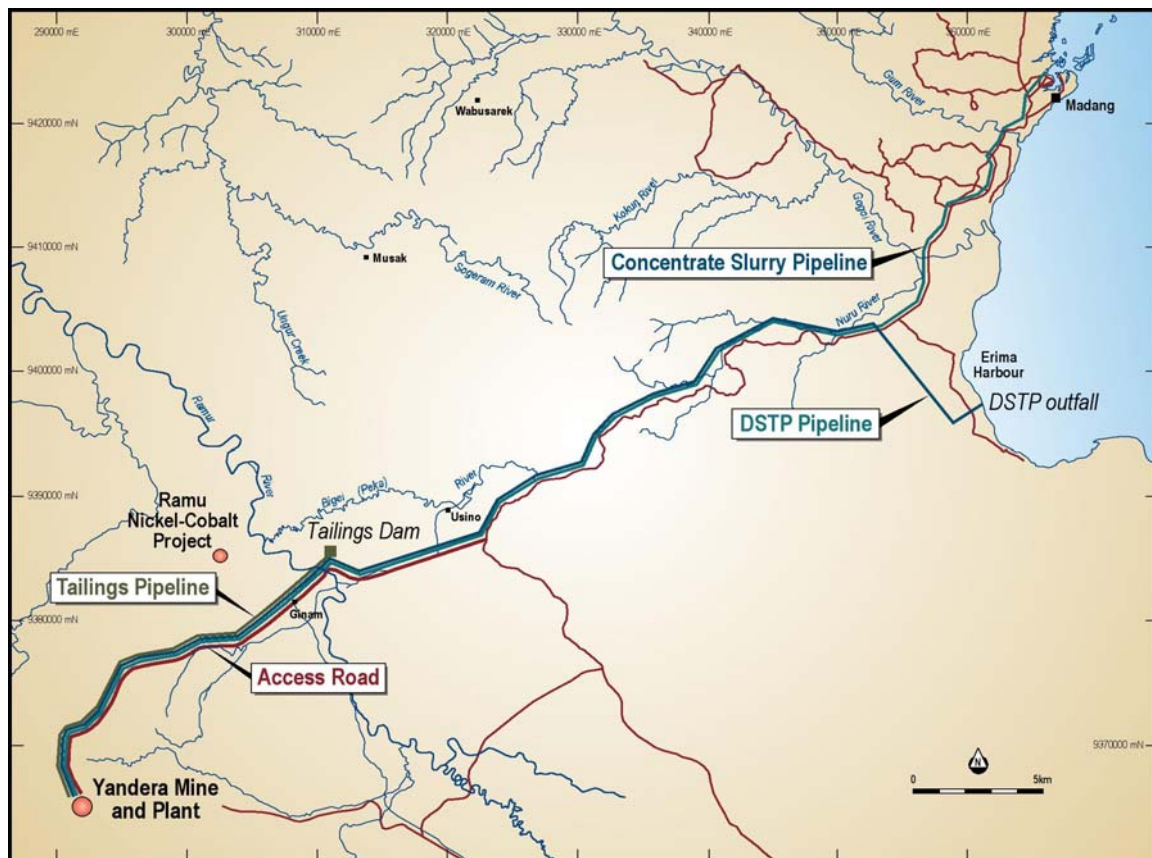 290000 mE
300000 mE
310000 mE
320000 mE
330000 mE
340000 mE
350000 mE
360000 mE
Gum River
Madang
Wabusarek
9420000 mN
Kokun River
Gogol River
9410000 mN
Musak
Sogeram River
Concentrate Slurry Pipeline
Nuru River
Ungur Creek
9400000 mN
Erima
Harbour
DSTP outfall
DSTP Pipeline
Ramur
River
9390000 mN
Bigei (Peka)
River
Usino
Ramu
Nickel-Cobalt
Project
Tailings Dam
Tailings Pipeline
Ginam
9380000 mN
Access Road
9370000 mN
Yandera Mine
and Plant
N
0
5km